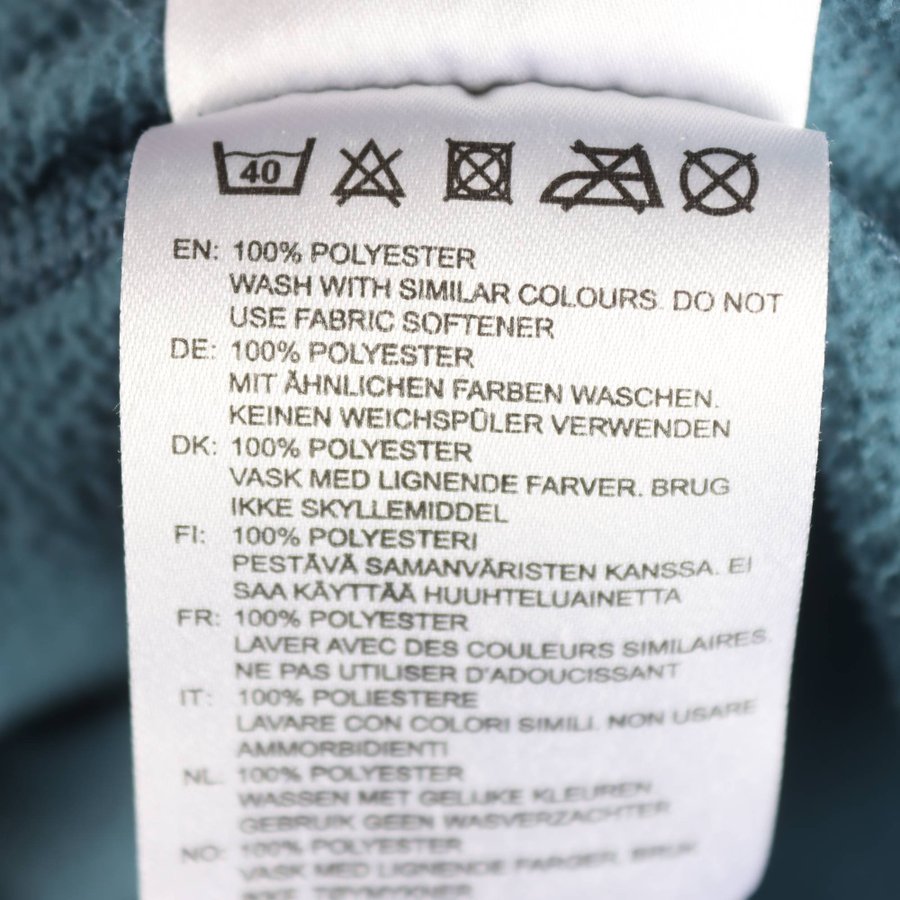 40
EN: 100% POLYESTER
WASH WITH SIMILAR COLOURS. DO NOT
USE FABRIC SOFTENER
DE: 100% POLYESTER
MIT ÄHNLICHEN FARBEN WASCHEN.
KEINEN WEICHSPÜLER VERWENDEN
DK: 100% POLYESTER
VASK MED LIGNENDE FARVER. BRUG
IKKE SKYLLEMIDDEL
FI: 100% POLYESTERI
PESTÄVÄ SAMANVÄRISTEN KANSSA. EI
SAA KÄYTTÄÄ HUUHTELUAINETTA
FR: 100% POLYESTER
LAVER AVEC DES COULEURS SIMILAIRES.
NE PAS UTILISER D'ADOUCISSANT
IT: 100% POLIESTERE
LAVARE CON COLORI SIMILI. NON USARE
AMMORBIDIENTI
NL: 100% POLYESTER
WASSEN MET GELIJKE KLEUREN.
GEBRUIK GEEN WASVERZACHTER
NO: 100% POLYESTER
VASK MED LIGNENDE FARGER. BRUK
IKKE TØYMYKNER